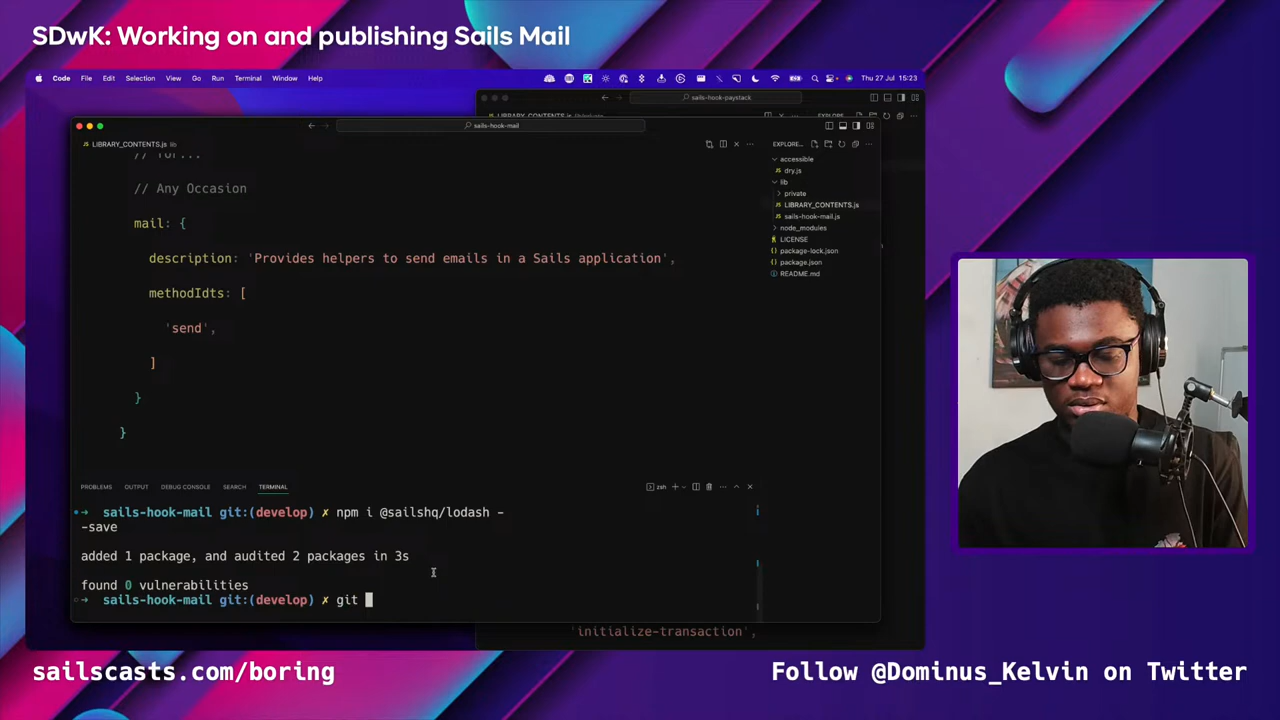 SDwK: Working on and publishing Sails Mail
Code File Edit Selection View Go Run Terminal Window Help
Thu 27 Jul 15:23
sails-hook-paystack
sails-hook-mail
LIBRARY_CONTENTS.js lib
EXPLORE...
// for...
// Any Occasion
mail: {
description: 'Provides helpers to send emails in a Sails application',
methodIdts: [
'send',
]
}
}
EXPLORE...
accessible
dry.js
lib
private
LIBRARY_CONTENTS.js
sails-hook-mail.js
node_modules
LICENSE
package-lock.json
package.json
README.md
PROBLEMS OUTPUT DEBUG CONSOLE SEARCH TERMINAL
zsh
→ sails-hook-mail git:(develop) ✗ npm i @sailshq/lodash -
-save
added 1 package, and audited 2 packages in 3s
found 0 vulnerabilities
→ sails-hook-mail git:(develop) ✗ git
'initialize-transaction',
sailscasts.com/boring
Follow @Dominus_Kelvin on Twitter